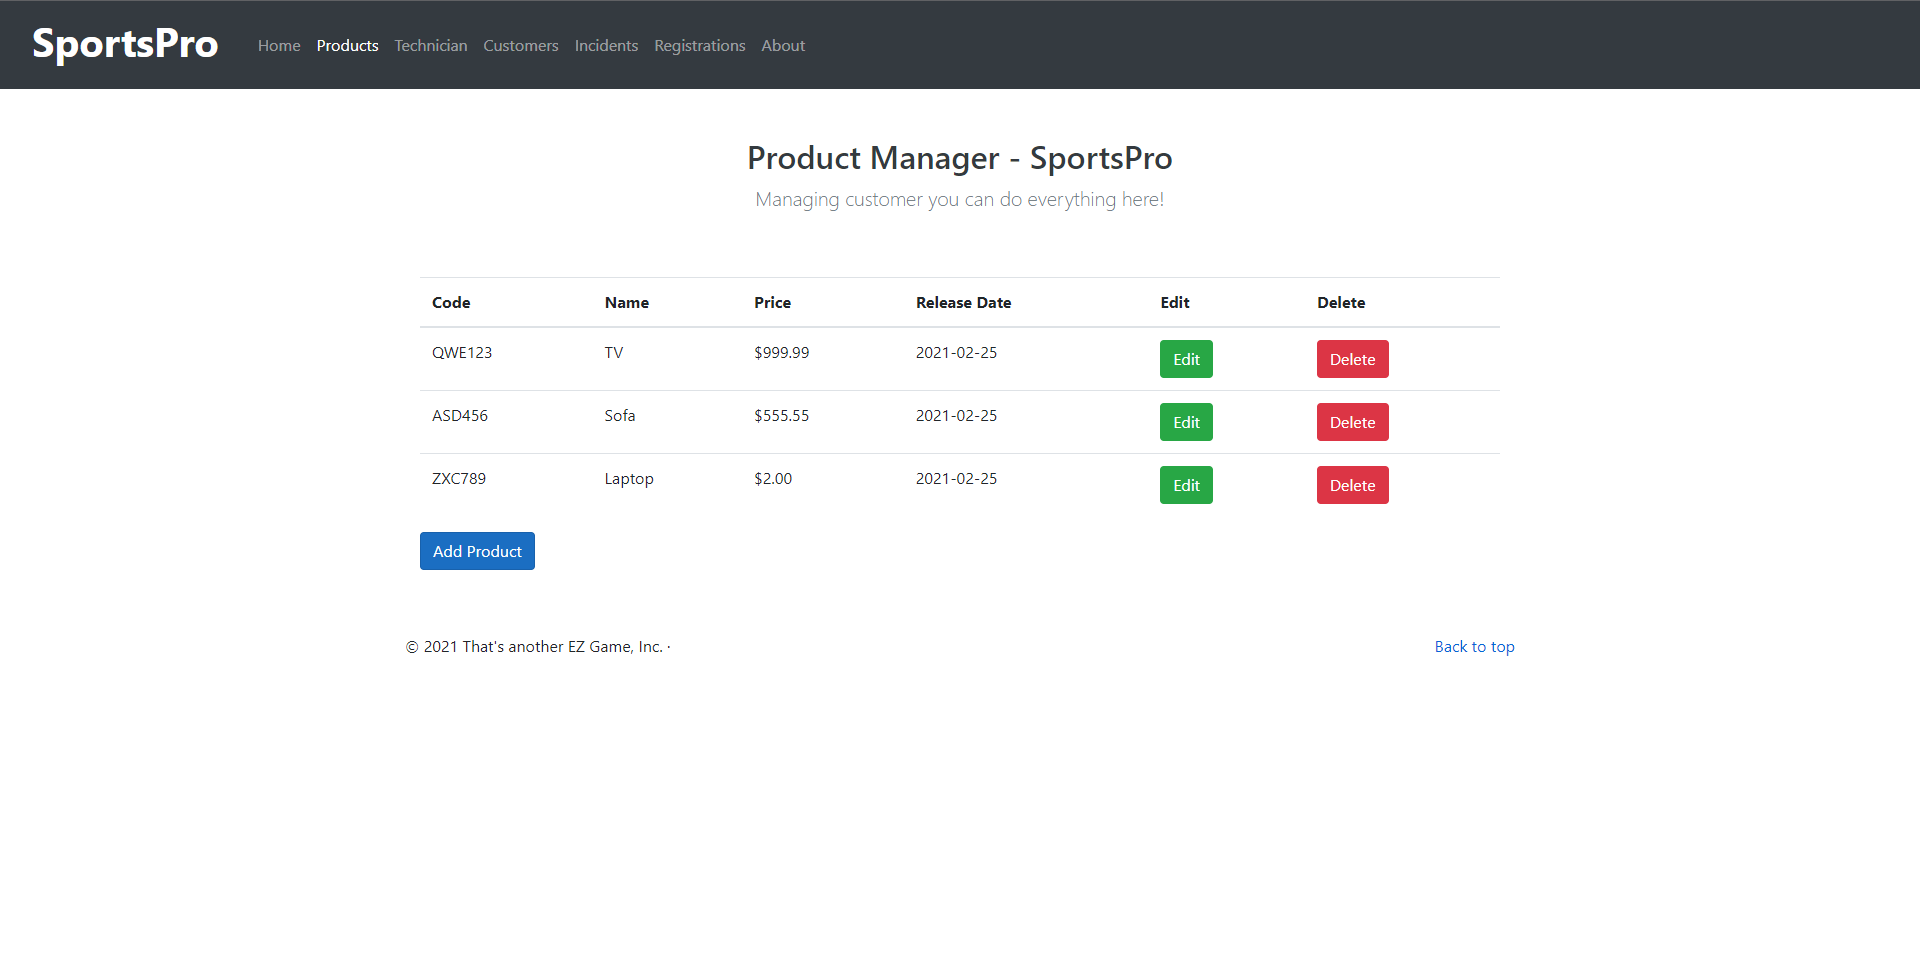 SportsPro Home Products Technician Customers Incidents Registrations About
Product Manager - SportsPro
Managing customer you can do everything here!
Code Name Price Release Date Edit Delete
QWE123 TV $999.99 2021-02-25 Edit Delete
ASD456 Sofa $555.55 2021-02-25 Edit Delete
ZXC789 Laptop $2.00 2021-02-25 Edit Delete
Add Product
© 2021 That's another EZ Game, Inc. · Back to top